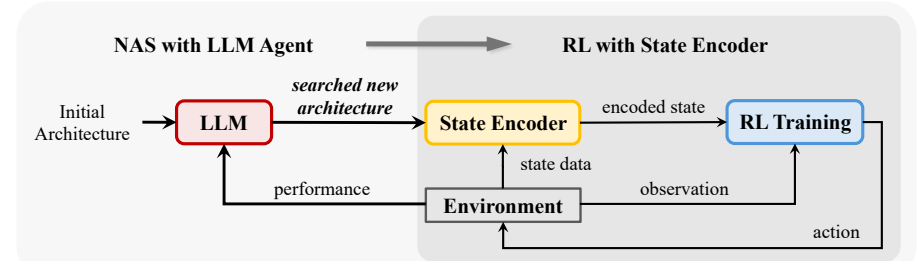 NAS with LLM Agent
RL with State Encoder
searched new
architecture
Initial
Architecture
LLM
State Encoder
encoded state
RL Training
state data
performance
Environment
observation
action